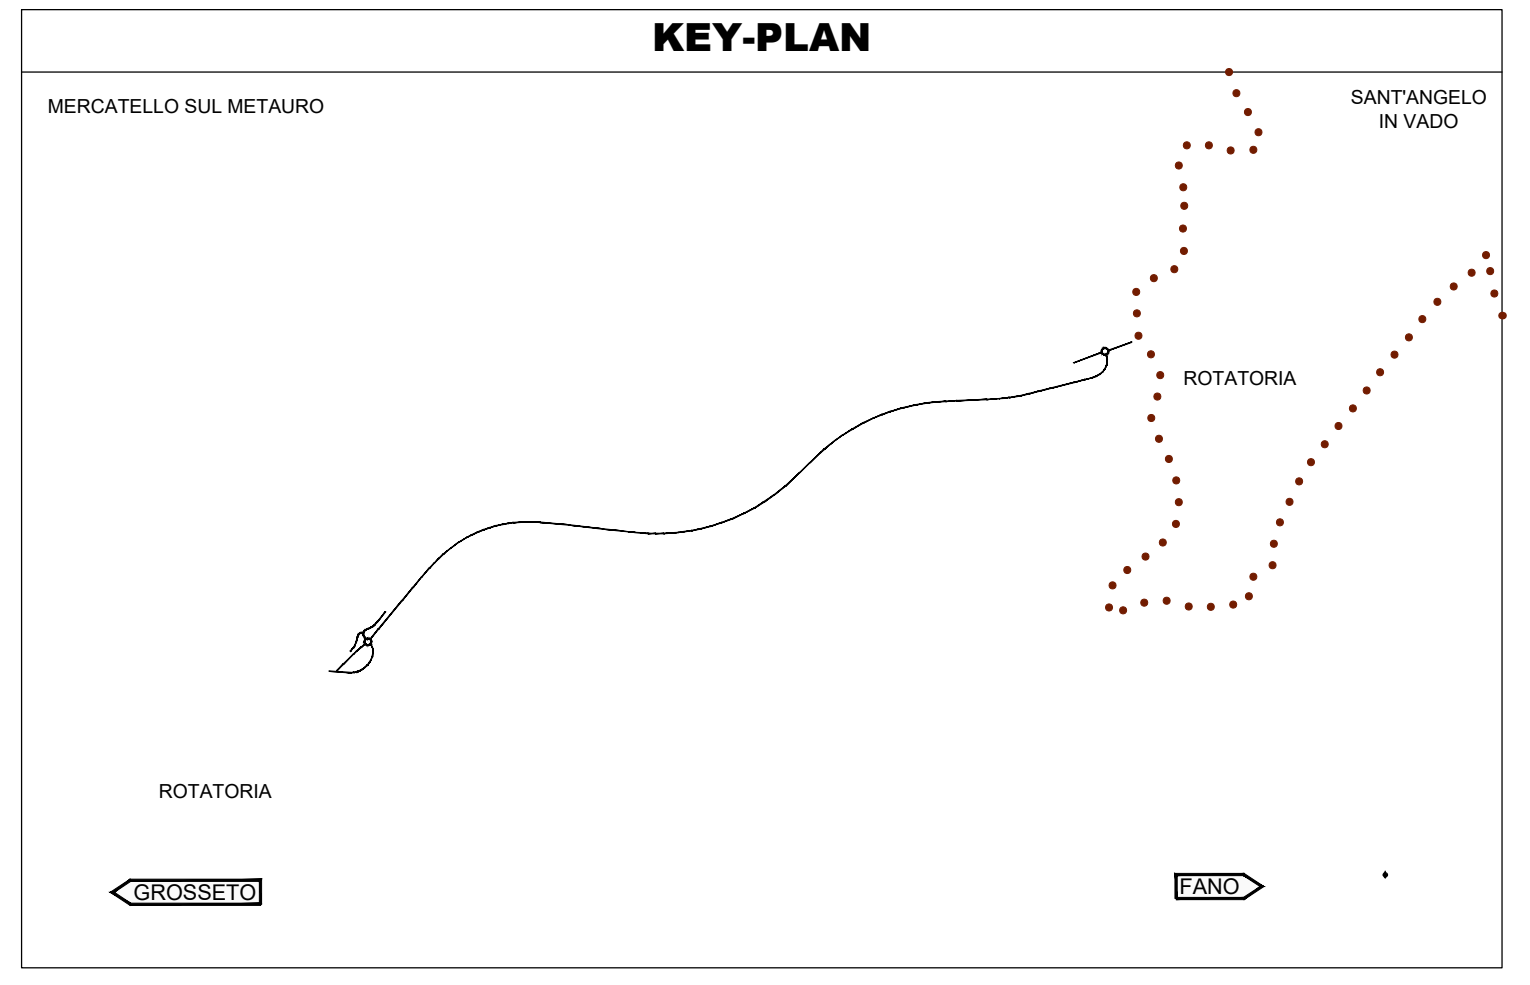 KEY-PLAN
MERCATELLO SUL METAURO
SANT'ANGELO
IN VADO
ROTATORIA
ROTATORIA
GROSSETO
FANO